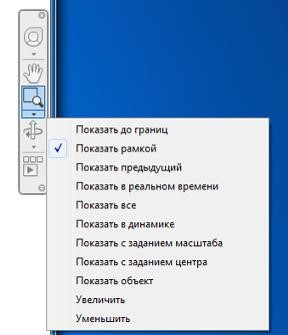 Показать до границ
Показать рамкой
Показать предыдущий
Показать в реальном времени
Показать все
Показать в динамике
Показать с заданием масштаба
Показать с заданием центра
Показать объект
Увеличить
Уменьшить